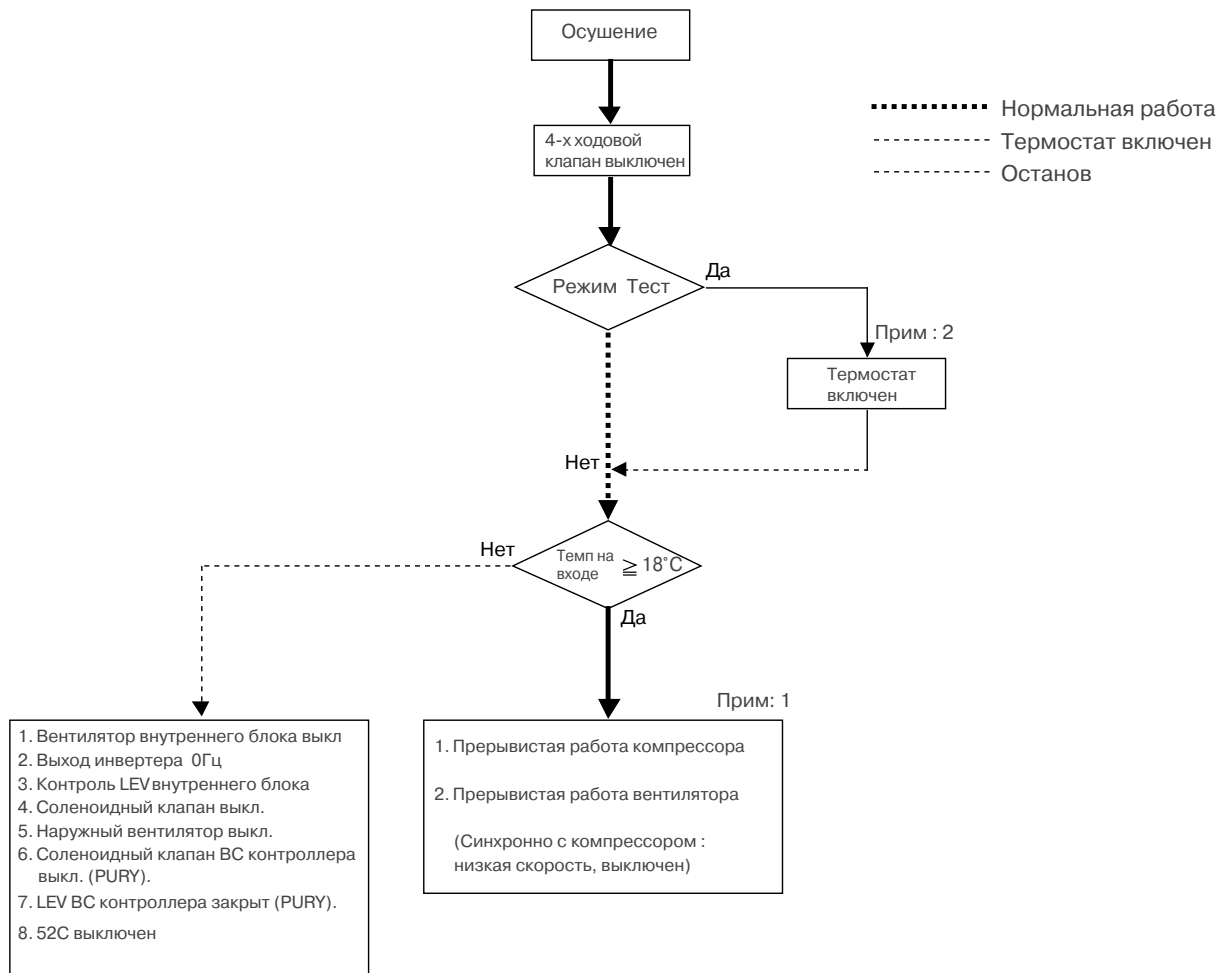 Осушение
4-х ходовой
клапан выключен
Нормальная работа
Термостат включен
Останов
Режим Тест
Да
Прим : 2
Термостат
включен
Нет
Нет
Темп на
входе ≧ 18°C
Да
Прим: 1
1. Вентилятор внутреннего блока выкл
2. Выход инвертера 0Гц
3. Контроль LEV внутреннего блока
4. Соленоидный клапан выкл.
5. Наружный вентилятор выкл.
6. Соленоидный клапан BC контроллера
выкл. (PURY).
7. LEV BC контроллера закрыт (PURY).
8. 52C выключен
1. Прерывистая работа компрессора
2. Прерывистая работа вентилятора
(Синхронно с компрессором :
низкая скорость, выключен)